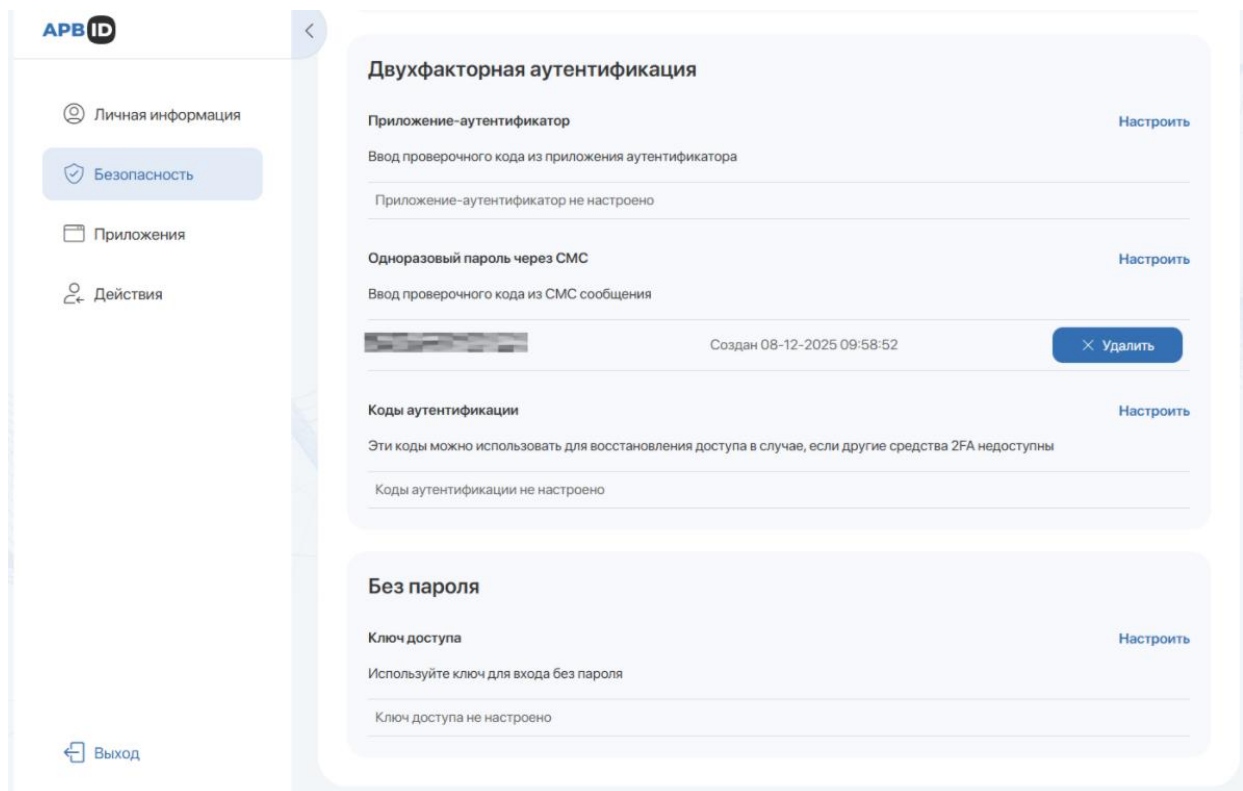 АРВ ID
Личная информация
Безопасность
Приложения
Действия
Выход
Двухфакторная аутентификация
Приложение-аутентификатор
Настроить
Ввод проверочного кода из приложения аутентификатора
Приложение-аутентификатор не настроено
Одноразовый пароль через СМС
Настроить
Ввод проверочного кода из СМС сообщения
Создан 08-12-2025 09:58:52
Удалить
Коды аутентификации
Настроить
Эти коды можно использовать для восстановления доступа в случае, если другие средства 2FA недоступны
Коды аутентификации не настроено
Без пароля
Ключ доступа
Настроить
Используйте ключ для входа без пароля
Ключ доступа не настроено